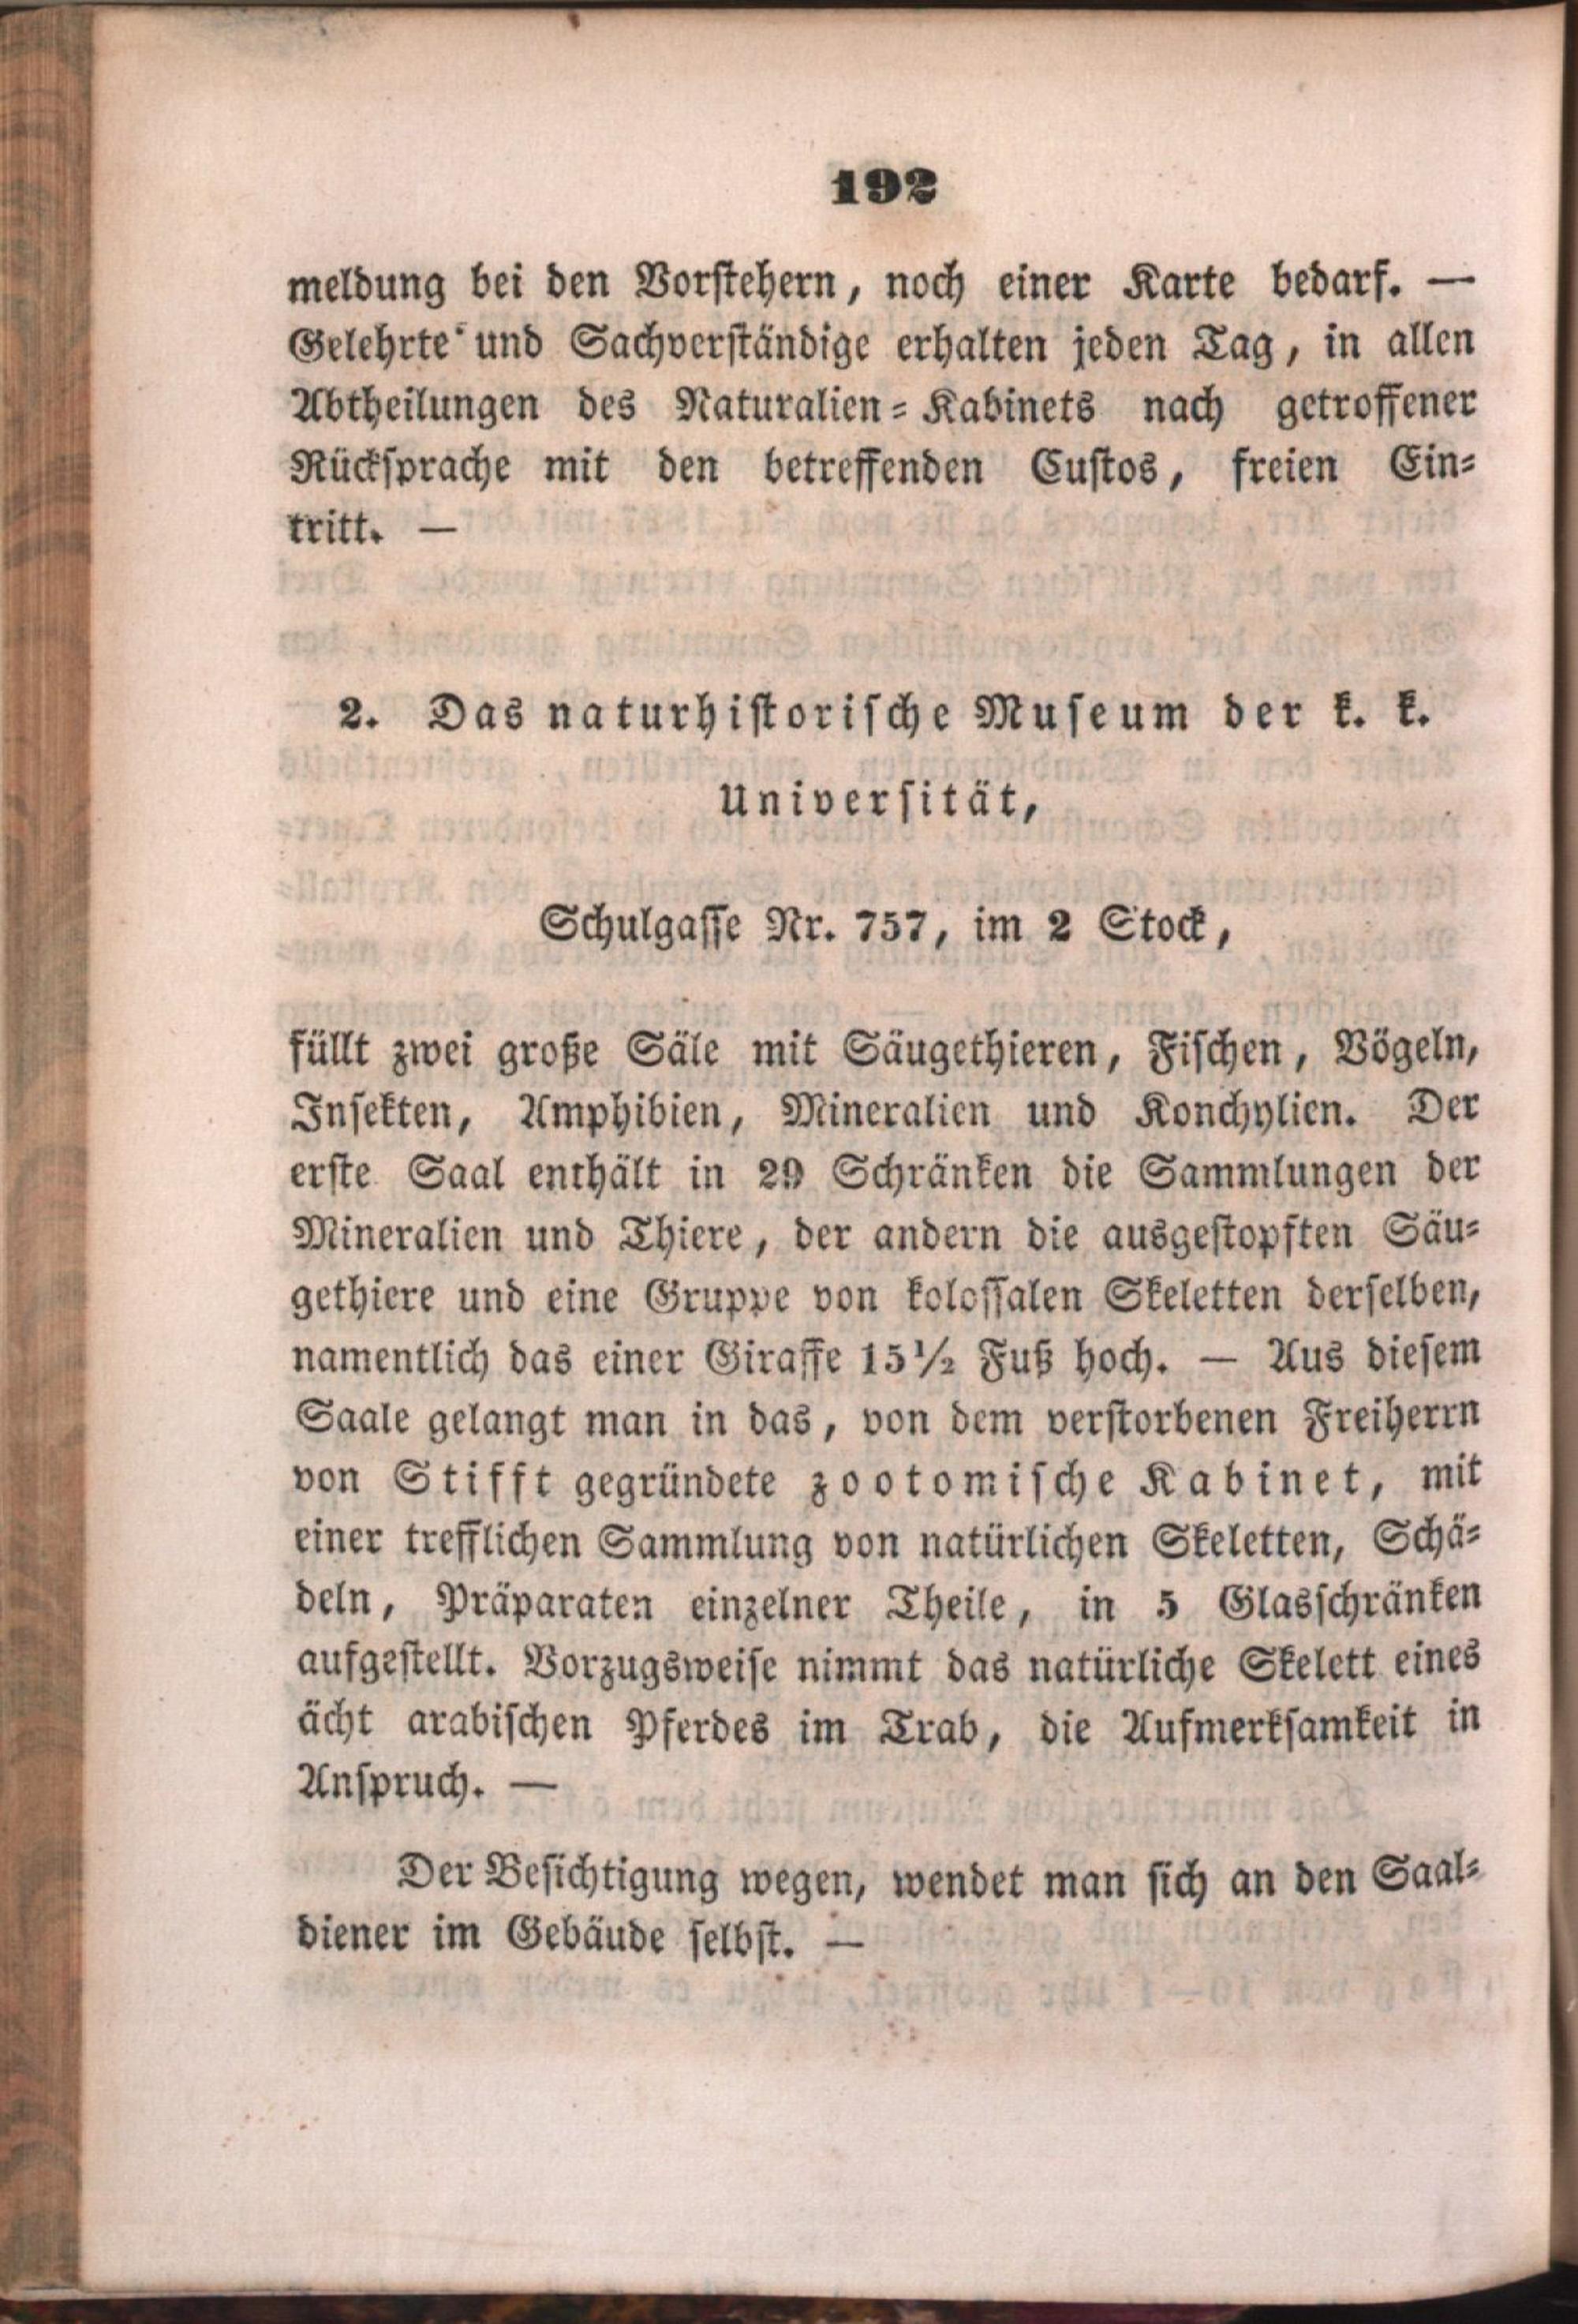 192
meldung bei den Vorstehern, noch einer Karte bedarf. —
Gelehrte und Sachverständige erhalten jeden Tag, in allen
Abtheilungen des Naturalien-Kabinets nach getroffener
Rücksprache mit den betreffenden Custos, freien Ein-
tritt. —
2. Das naturhistorische Museum der k. k.
Universität,
Schulgasse Nr. 757, im 2 Stock,
füllt zwei große Säle mit Säugethieren, Fischen, Vögeln,
Insekten, Amphibien, Mineralien und Konchylien. Der
erste Saal enthält in 29 Schränken die Sammlungen der
Mineralien und Thiere, der andern die ausgestopften Säu-
gethiere und eine Gruppe von kolossalen Skeletten derselben,
namentlich das einer Giraffe 15½ Fuß hoch. — Aus diesem
Saale gelangt man in das, von dem verstorbenen Freiherrn
von Stifft gegründete zootomische Kabinet, mit
einer trefflichen Sammlung von natürlichen Skeletten, Schä-
deln, Präparaten einzelner Theile, in 5 Glasschränken
aufgestellt. Vorzugsweise nimmt das natürliche Skelett eines
ächt arabischen Pferdes im Trab, die Aufmerksamkeit in
Anspruch. —
Der Besichtigung wegen, wendet man sich an den Saal-
diener im Gebäude selbst. —